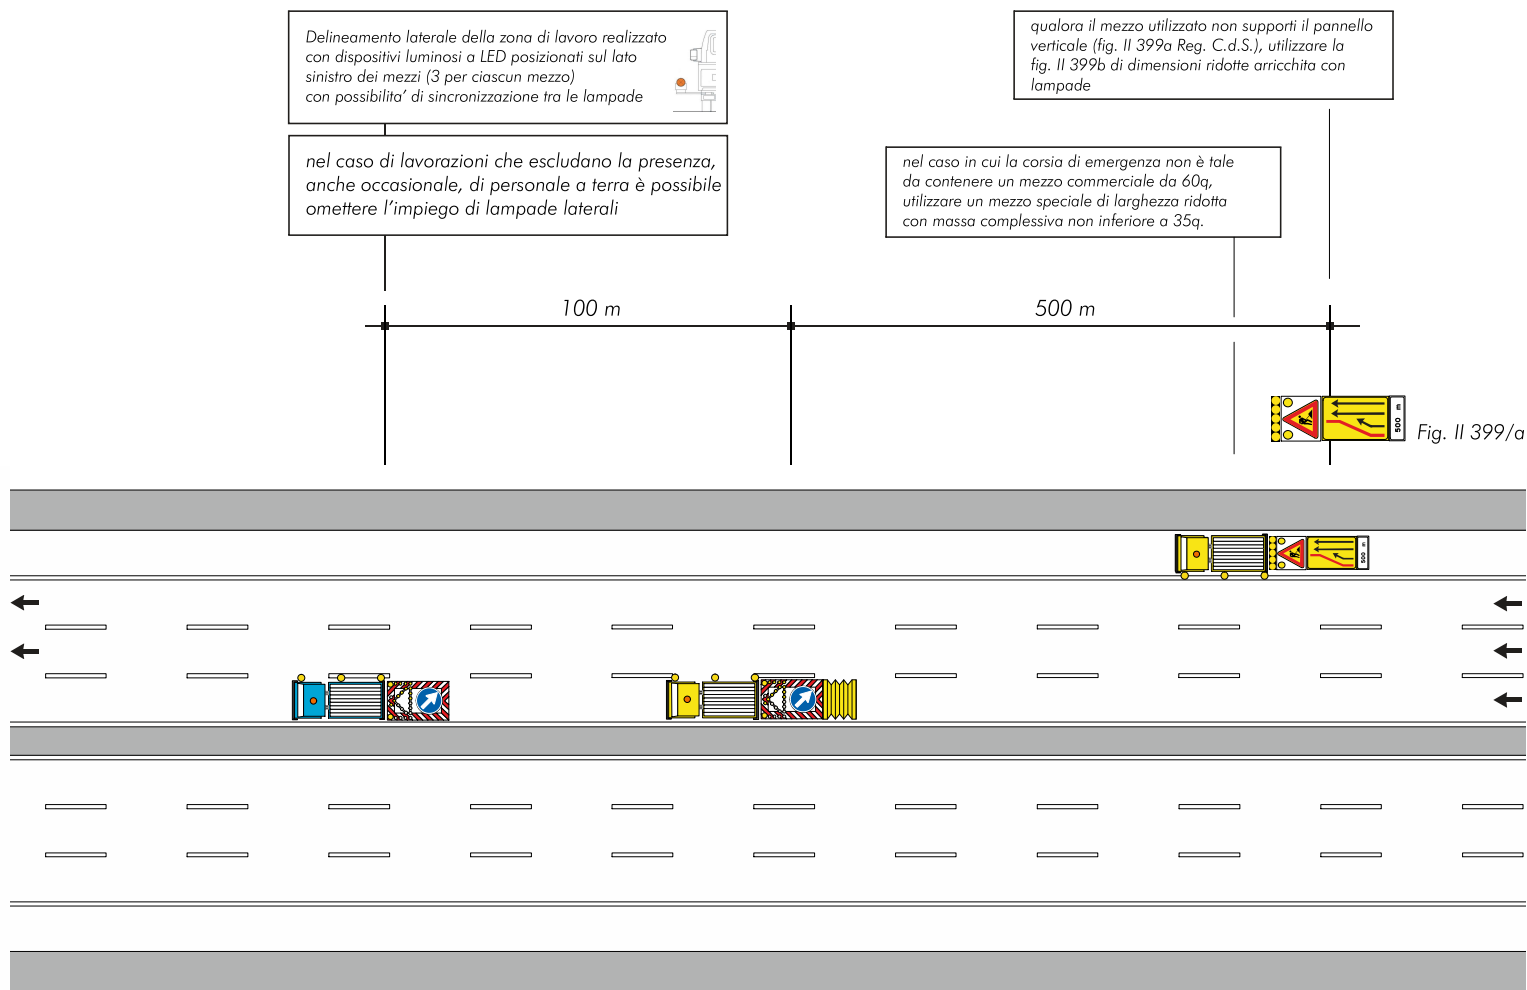 Delineamento laterale della zona di lavoro realizzato
con dispositivi luminosi a LED posizionati sul lato
sinistro dei mezzi (3 per ciascun mezzo)
con possibilita' di sincronizzazione tra le lampade
nel caso di lavorazioni che escludano la presenza,
anche occasionale, di personale a terra è possibile
omettere l'impiego di lampade laterali
qualora il mezzo utilizzato non supporti il pannello
verticale (fig. II 399a Reg. C.d.S.), utilizzare la
fig. II 399b di dimensioni ridotte arricchita con
lampade
nel caso in cui la corsia di emergenza non è tale
da contenere un mezzo commerciale da 60q,
utilizzare un mezzo speciale di larghezza ridotta
con massa complessiva non inferiore a 35q.
100 m
500 m
500 m
Fig. II 399/a
500 m